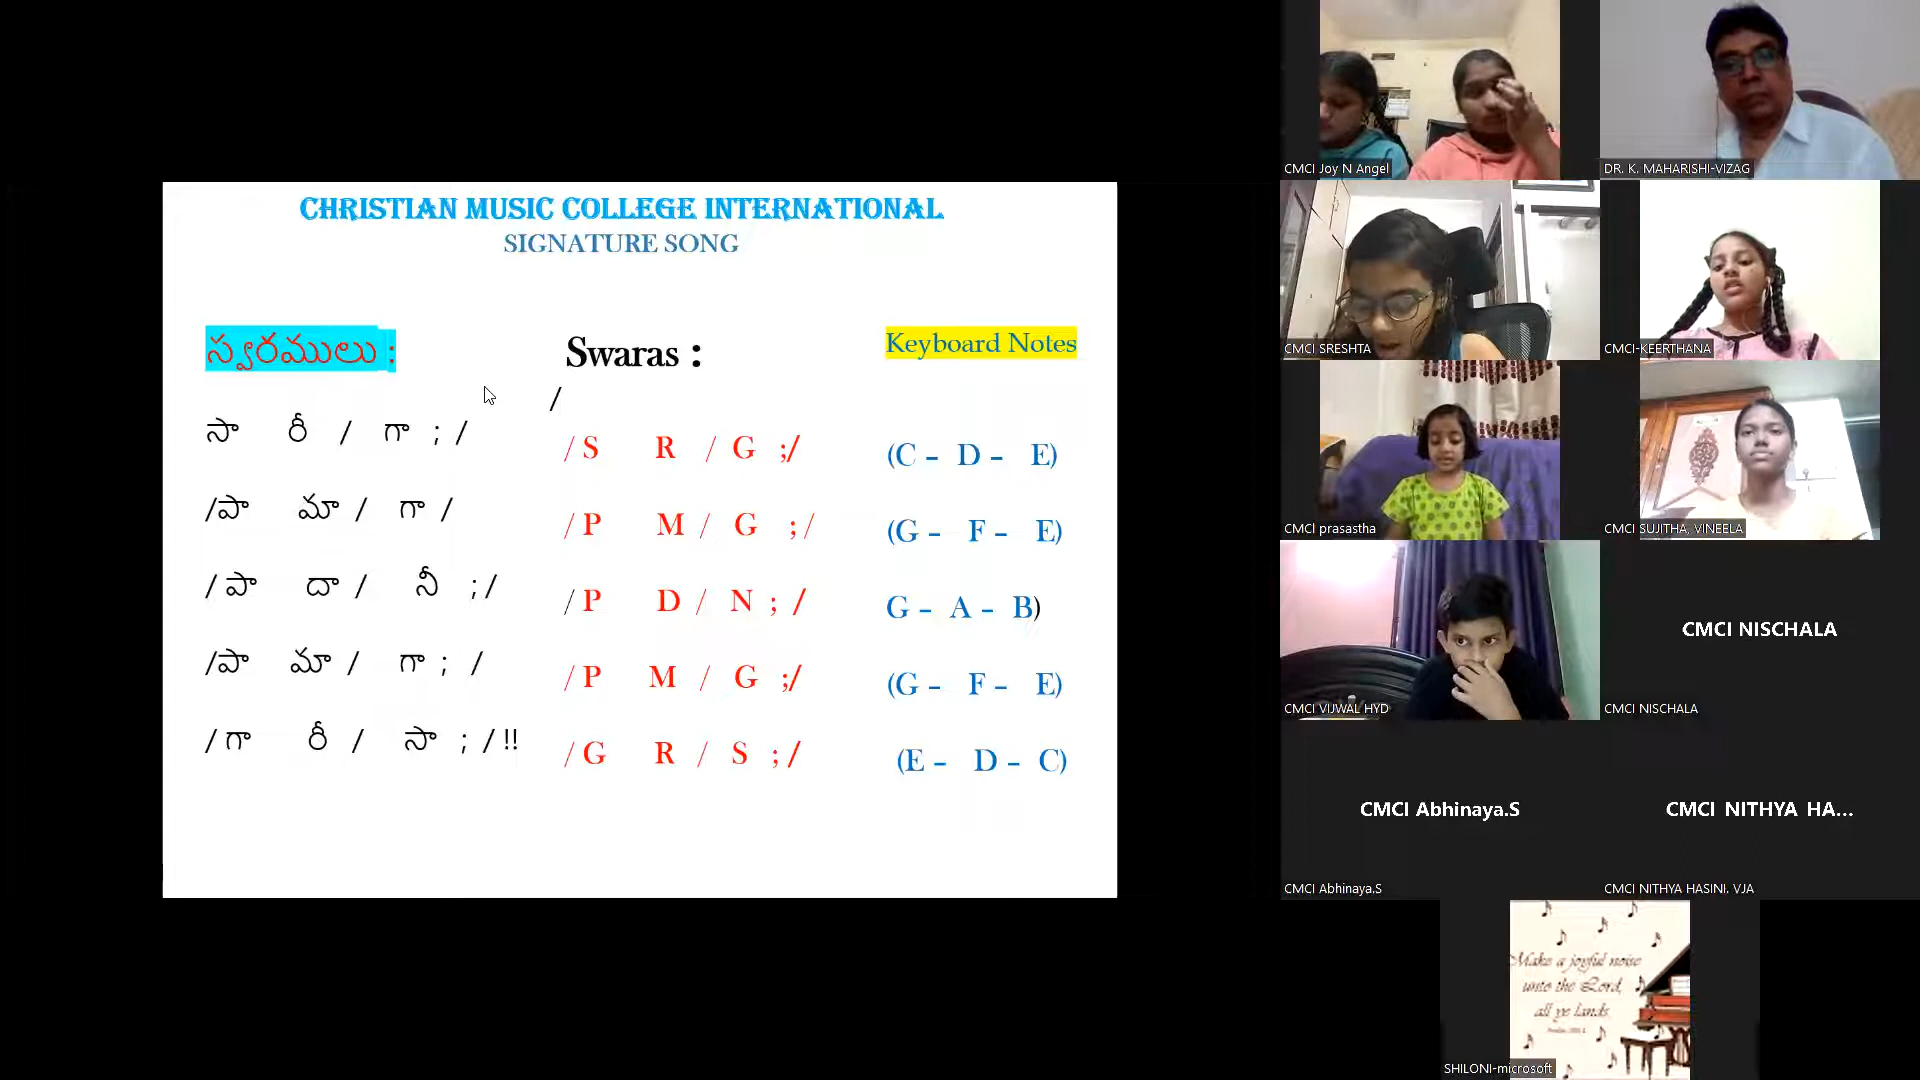 CHRISTIAN MUSIC COLLEGE INTERNATIONAL
SIGNATURE SONG
స్వరములు :
సా రీ / గా ; /
/పా మా / గా /
/ పా దా / నీ ; /
/పా మా / గా ; /
/ గా రీ / సా ; / !!
Swaras :
/
/ S R / G ;/
/ P M / G ; /
/ P D / N ; /
/ P M / G ;/
/ G R / S ; /
Keyboard Notes
(C – D – E)
(G – F – E)
G – A – B)
(G – F – E)
(E – D – C)
CMCI Joy N Angel
DR. K. MAHARISHI-VIZAG
CMCI SRESHTA
CMCI-KEERTHANA
CMCI prasastha
CMCI SUJITHA, VINEELA
CMCI VIJWAL HYD
CMCI NISCHALA
CMCI NISCHALA
CMCI Abhinaya.S
CMCI Abhinaya.S
CMCI NITHYA HA...
CMCI NITHYA HASINI. VJA
Make a joyful noise
unto the Lord,
all ye lands.
SHILONI-microsoft